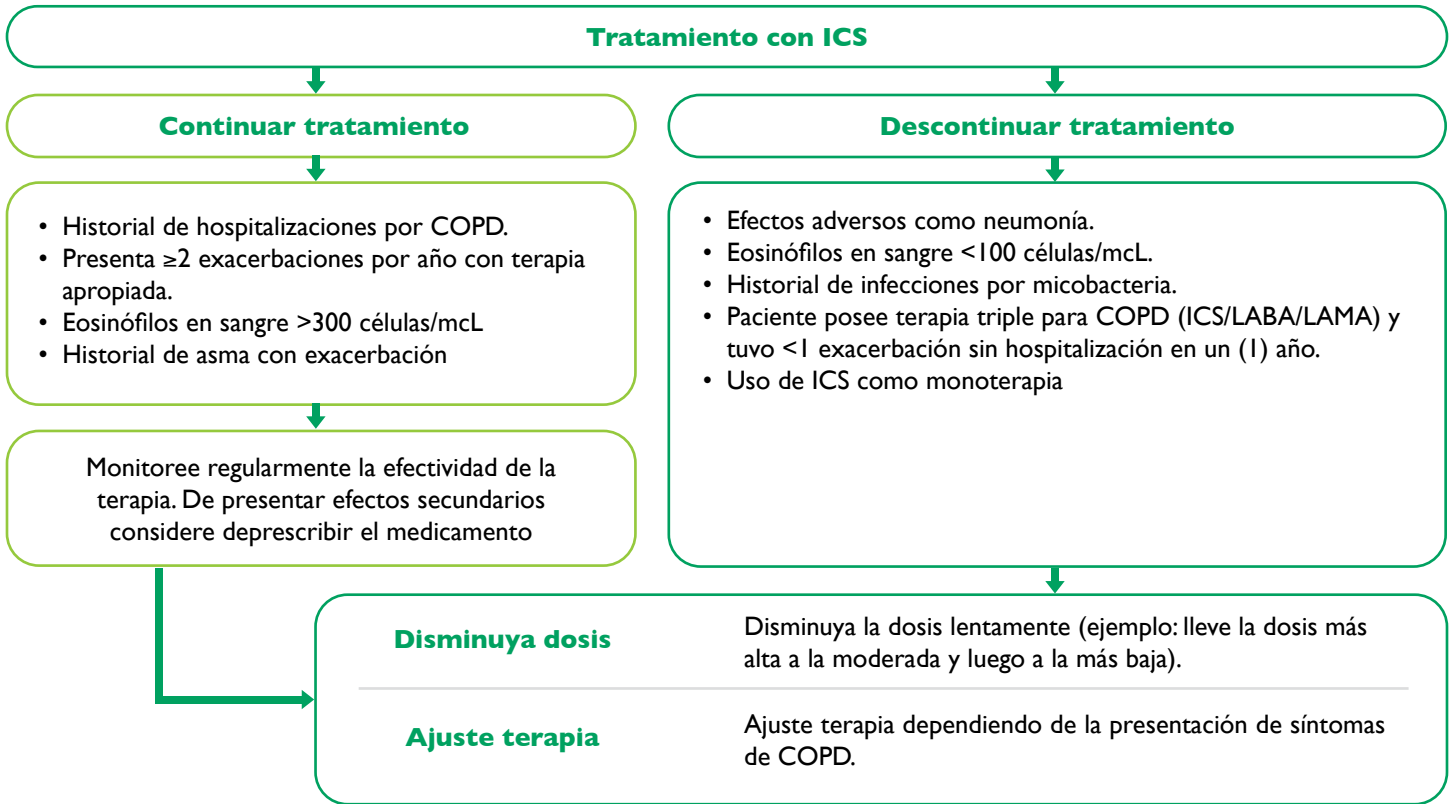 Tratamiento con ICS
Continuar tratamiento
• Historial de hospitalizaciones por COPD.
• Presenta ≥2 exacerbaciones por año con terapia
apropiada.
• Eosinófilos en sangre >300 células/mcL
• Historial de asma con exacerbación
Monitoree regularmente la efectividad de la
terapia. De presentar efectos secundarios
considere deprescribir el medicamento
Descontinuar tratamiento
• Efectos adversos como neumonía.
• Eosinófilos en sangre <100 células/mcL.
• Historial de infecciones por micobacteria.
• Paciente posee terapia triple para COPD (ICS/LABA/LAMA) y
tuvo <1 exacerbación sin hospitalización en un (1) año.
• Uso de ICS como monoterapia
Disminuya dosis
Disminuya la dosis lentamente (ejemplo: lleve la dosis más
alta a la moderada y luego a la más baja).
Ajuste terapia
Ajuste terapia dependiendo de la presentación de síntomas
de COPD.